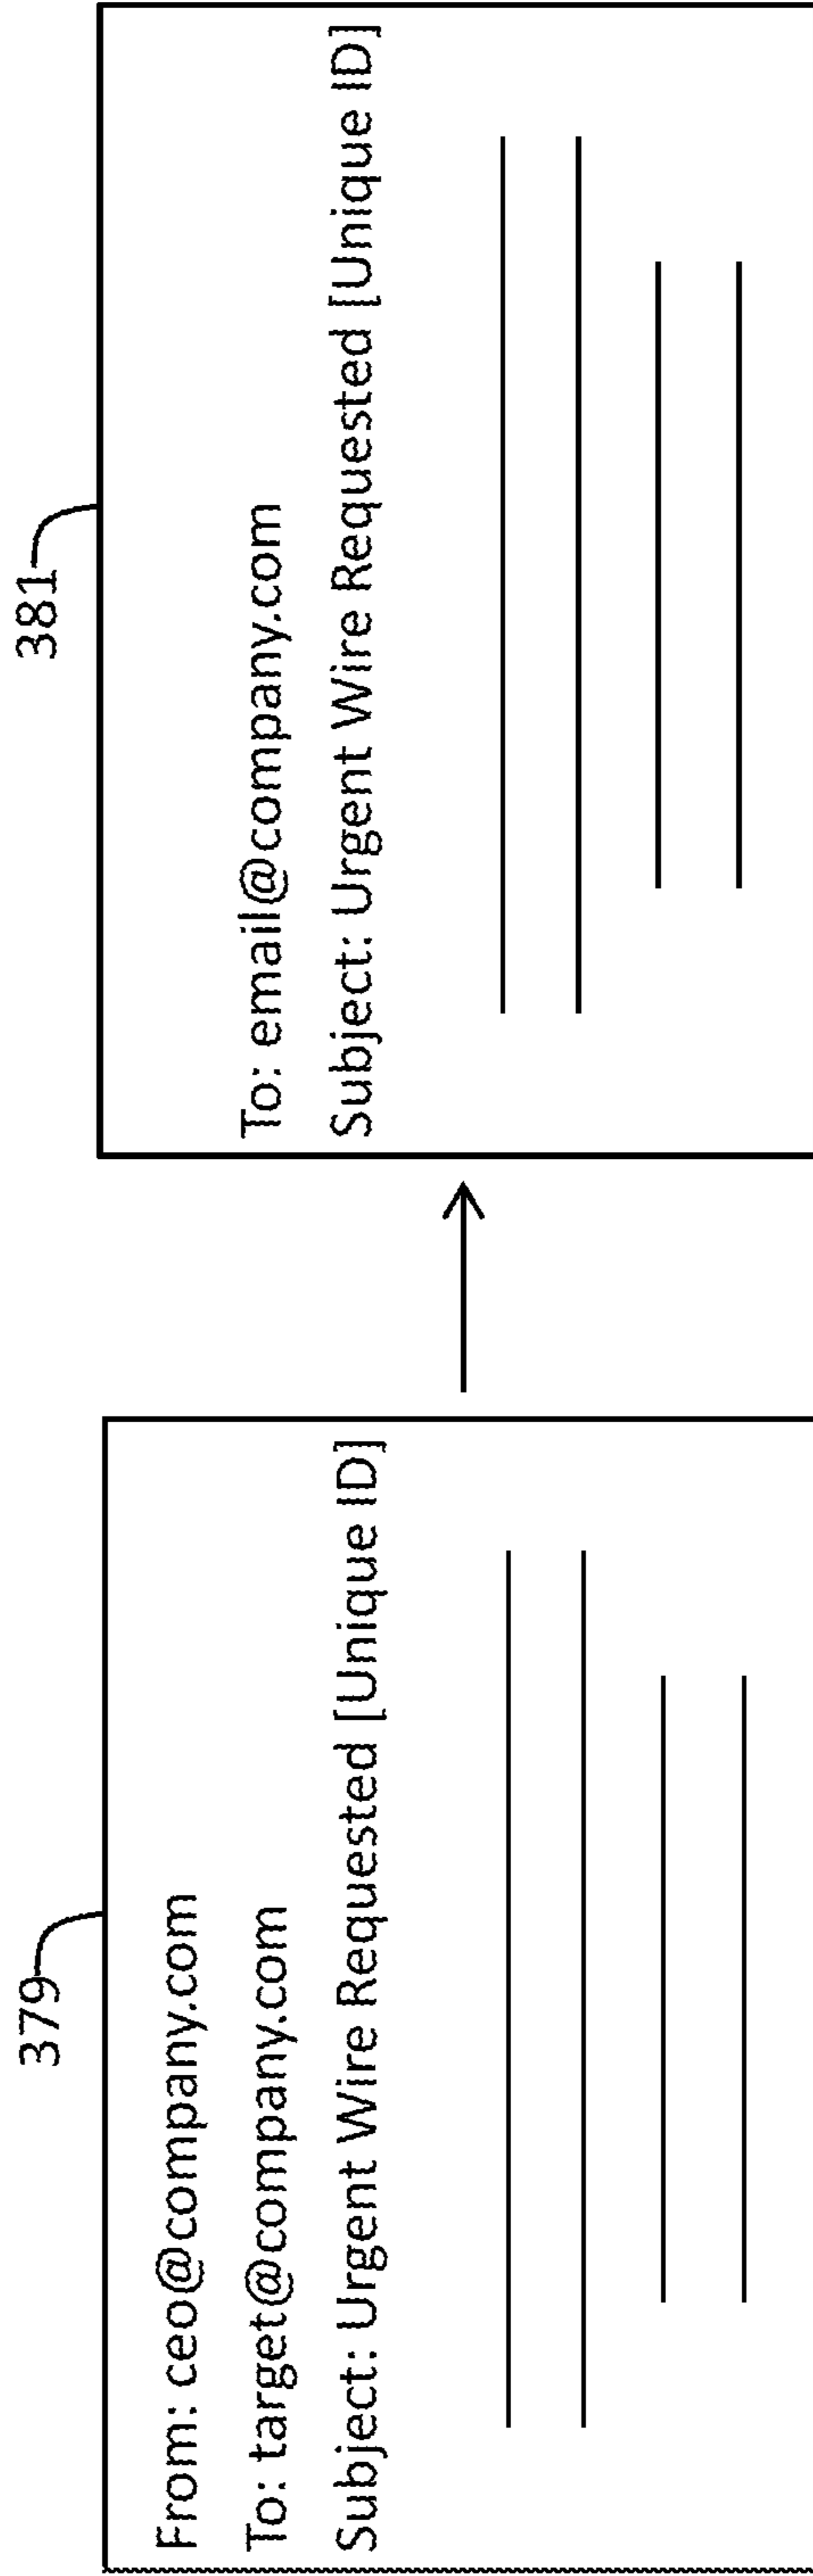 379
From: ceo@company.com
To: target@company.com
Subject: Urgent Wire Requested [Unique ID]
381
To: email@company.com
Subject: Urgent Wire Requested [Unique ID]